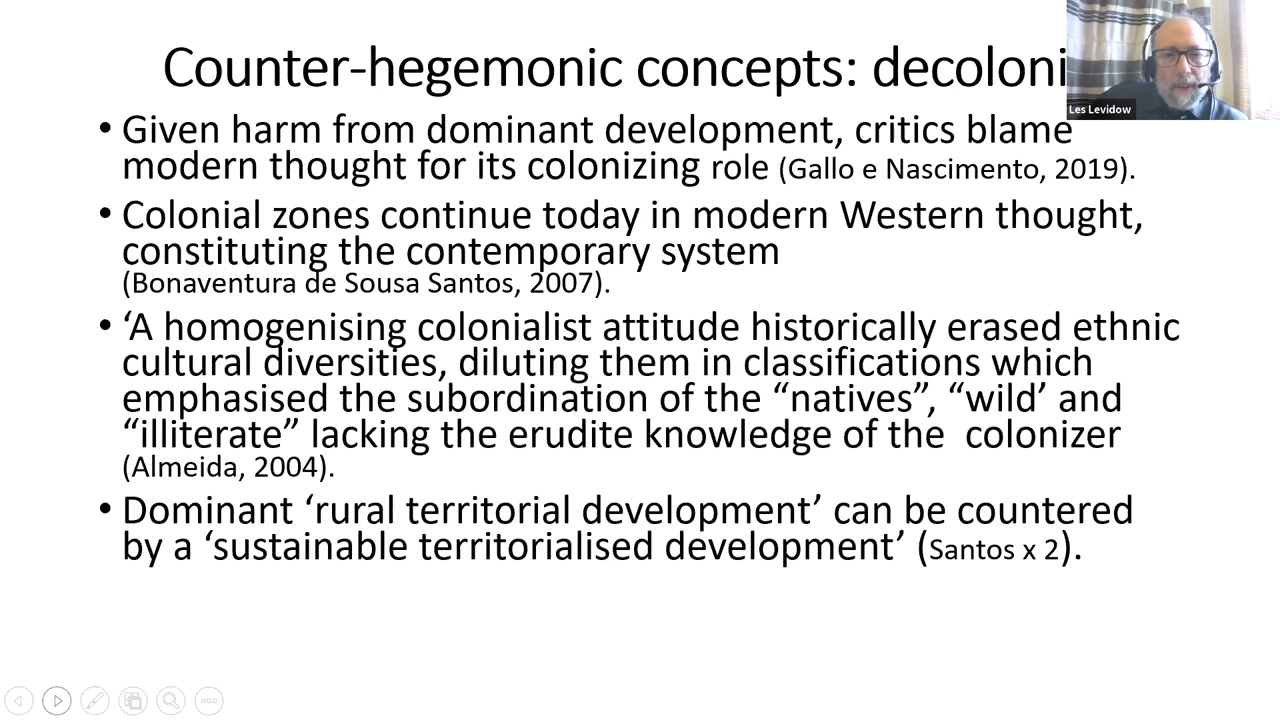 Counter-hegemonic concepts: decoloni
Les Levidow
• Given harm from dominant development, critics blame
modern thought for its colonizing role (Gallo e Nascimento, 2019).
• Colonial zones continue today in modern Western thought,
constituting the contemporary system
(Bonaventura de Sousa Santos, 2007).
• ‘A homogenising colonialist attitude historically erased ethnic
cultural diversities, diluting them in classifications which
emphasised the subordination of the “natives”, “wild’ and
“illiterate” lacking the erudite knowledge of the  colonizer
(Almeida, 2004).
• Dominant ‘rural territorial development’ can be countered
by a ‘sustainable territorialised development’ (Santos x 2).